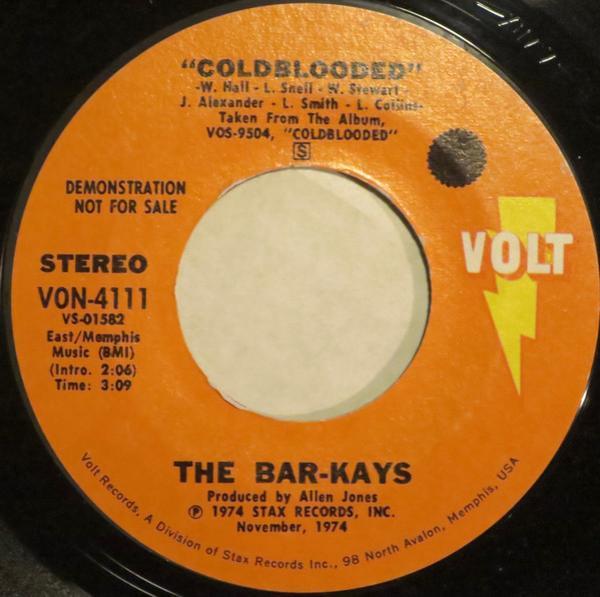 "COLDBLOODED"
-W. Hall - L. Snell - W. Stewart-
J. Alexander - L. Smith - L. Collins-
Taken From The Album,
VOS-9504, "COLDBLOODED"
S
DEMONSTRATION
NOT FOR SALE
STEREO
VON-4111
VS-01582
East/Memphis
Music (BMI)
(Intro. 2:06)
Time: 3:09
VOLT
THE BAR-KAYS
Produced by Allen Jones
℗ 1974 STAX RECORDS, INC.
November, 1974
Volt Records, A Division of Stax Records Inc., 98 North Avalon, Memphis, USA